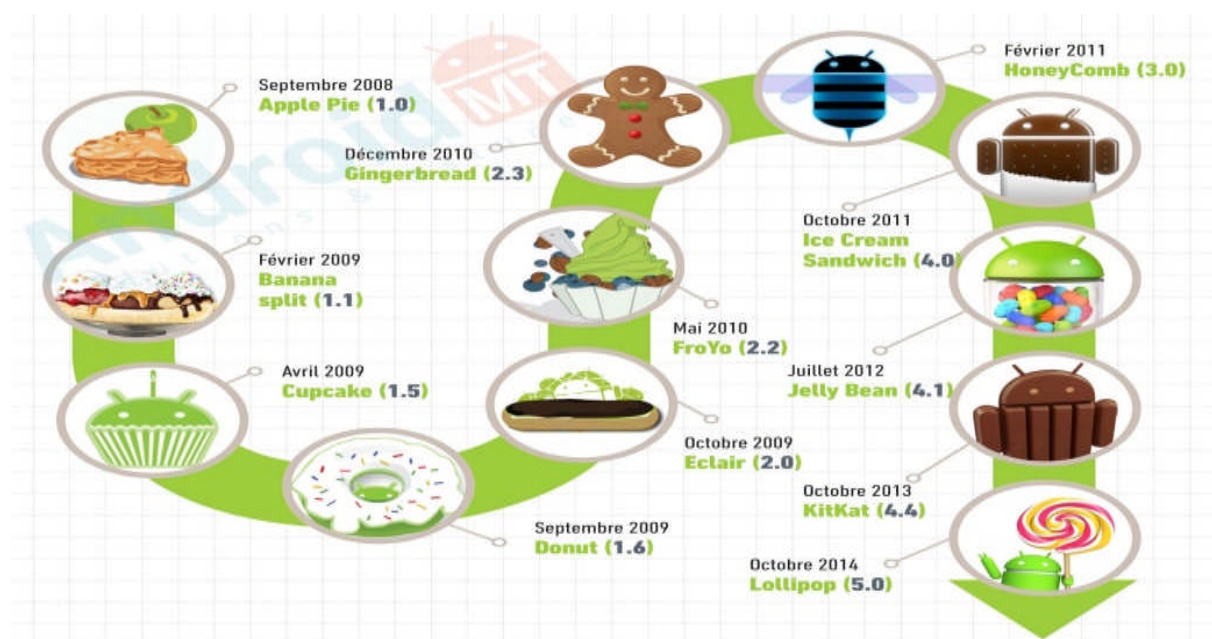 Septembre 2008
Apple Pie (1.0)
Février 2009
Banana
split (1.1)
Avril 2009
Cupcake (1.5)
Septembre 2009
Donut (1.6)
Octobre 2009
Eclair (2.0)
Mai 2010
FroYo (2.2)
Décembre 2010
Gingerbread (2.3)
Février 2011
HoneyComb (3.0)
Octobre 2011
Ice Cream
Sandwich (4.0)
Juillet 2012
Jelly Bean (4.1)
Octobre 2013
KitKat (4.4)
Octobre 2014
Lollipop (5.0)
Android
MT